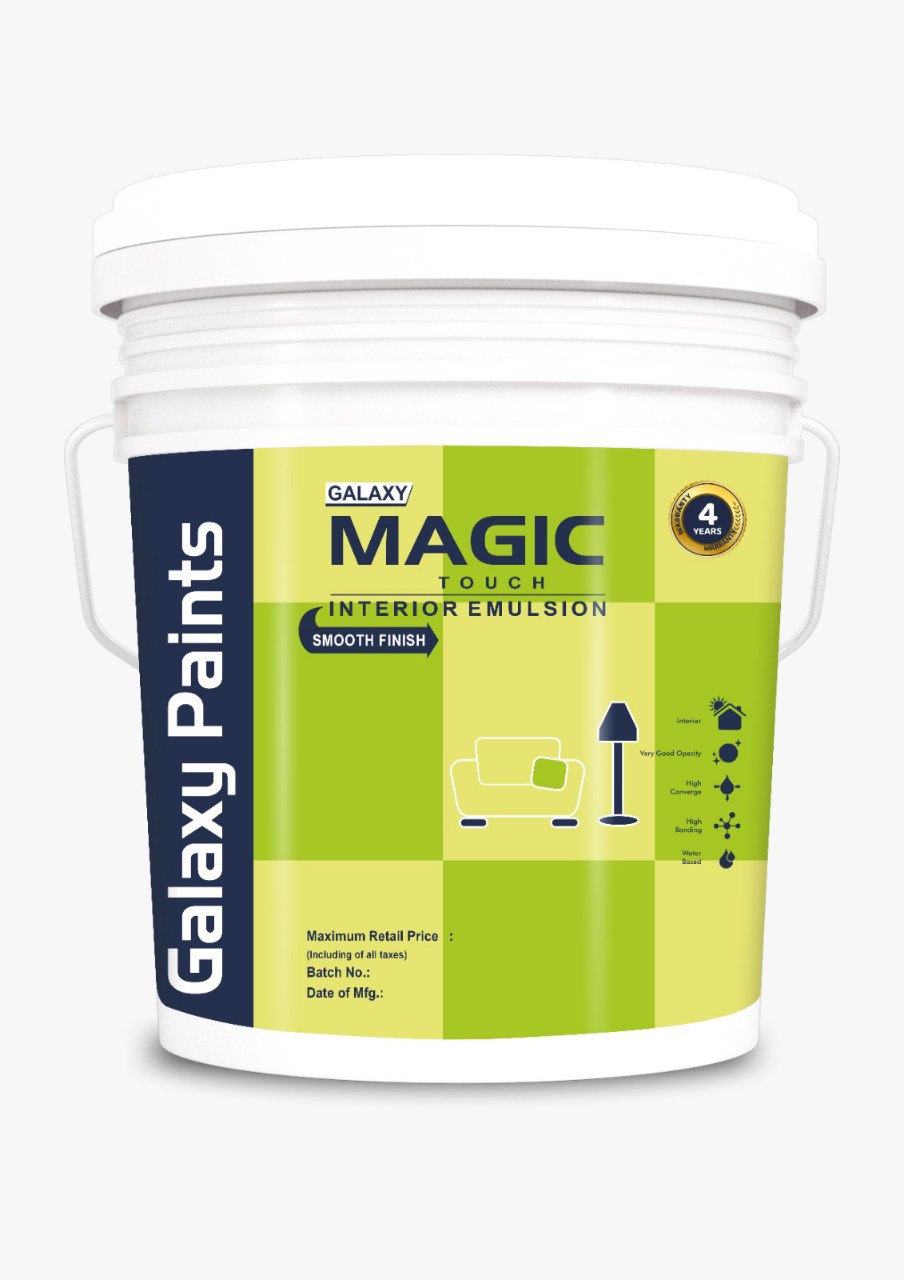 Galaxy Paints
GALAXY
MAGIC
TOUCH
INTERIOR EMULSION
SMOOTH FINISH
WARRANTY
4
YEARS
WARRANTY
Interior
Very Good Opacity
High
Converge
High
Bonding
Water
Based
Maximum Retail Price :
(Including of all taxes)
Batch No.:
Date of Mfg.: